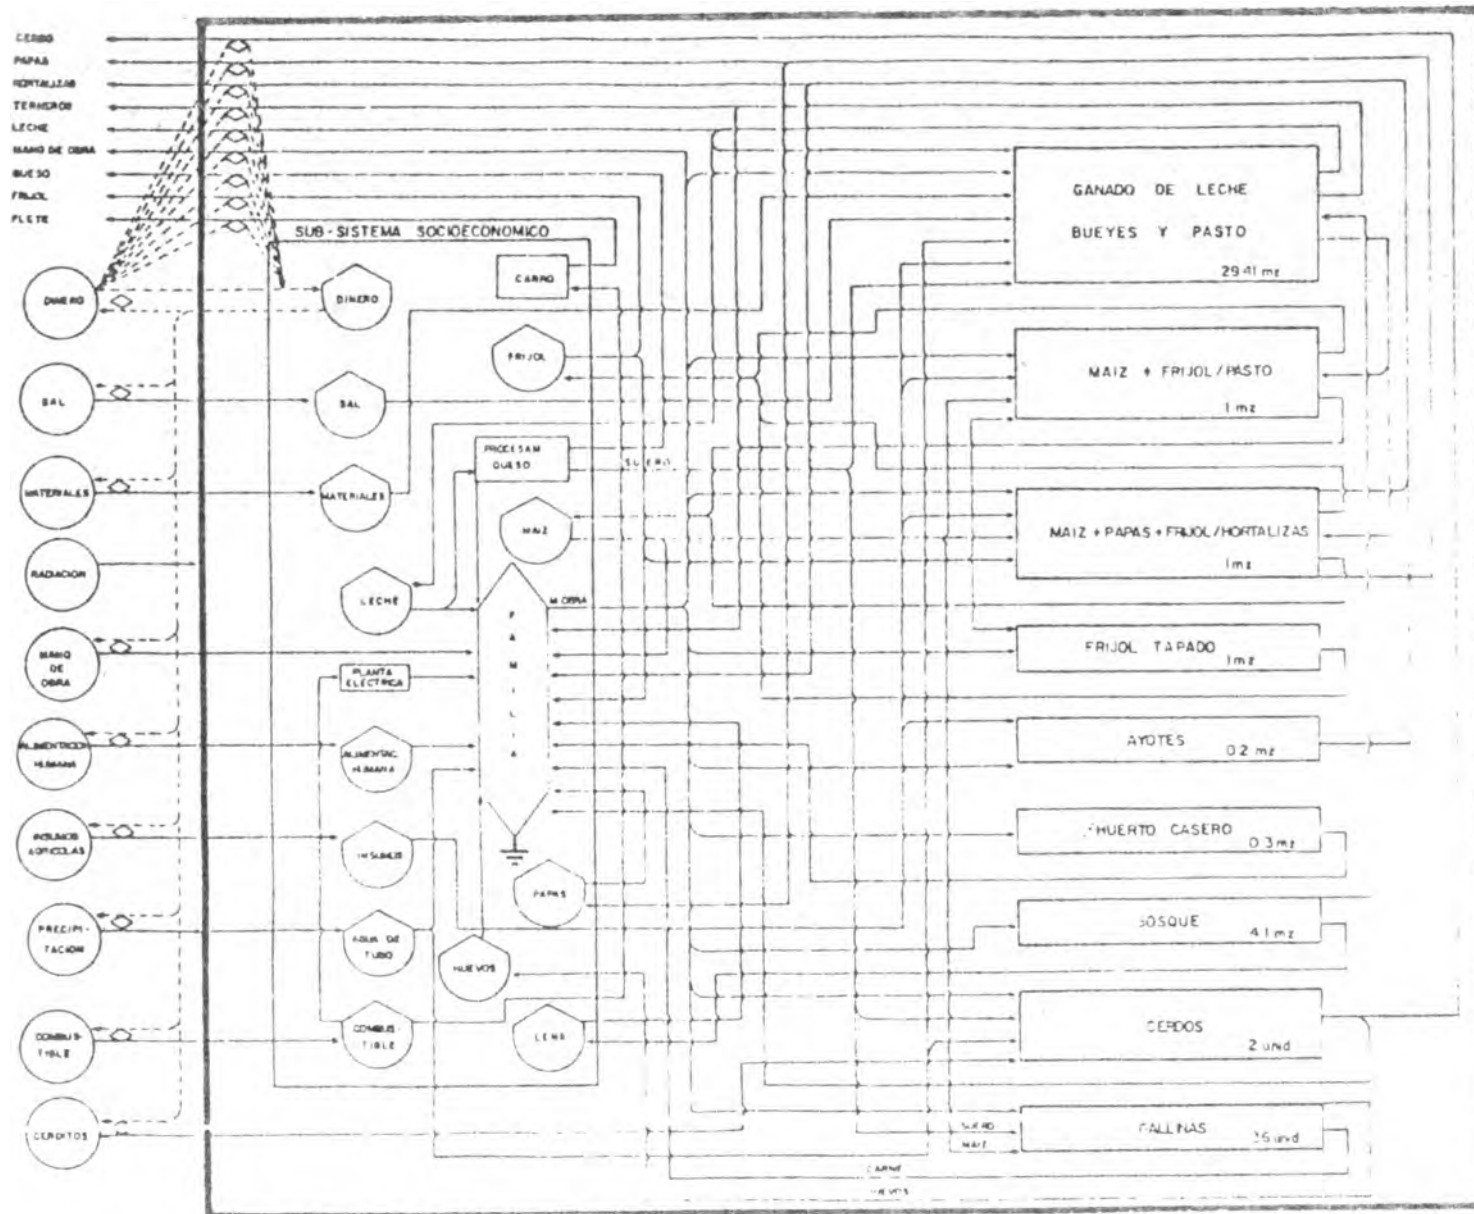 CERDO
PAPAS
HORTALIZAS
TERNEROS
LECHE
MANO DE OBRA
QUESO
FRIJOL
FLETE
SUB-SISTEMA SOCIOECONOMICO
DINERO
SAL
MATERIALES
RADIACION
MANO
DE
OBRA
ALIMENTACION
HUMANA
INSUMOS
AGRICOLAS
PRECIPI-
TACION
COMBUS-
TIBLE
CERDITOS
DINERO
SAL
MATERIALES
LECHE
PLANTA
ELECTRICA
ALIMENTAC.
HUMANA
INSUMOS
AGUA DE
TUBO
COMBUS-
TIBLE
CARRO
FRIJOL
PROCESAM
QUESO
SUERO
MAIZ
FAMILIA
M. OBRA
PAPAS
HUEVOS
LEÑA
GANADO DE LECHE
BUEYES Y PASTO
29.41 mz
MAIZ + FRIJOL/PASTO
1 mz
MAIZ + PAPAS + FRIJOL/HORTALIZAS
1 mz
FRIJOL TAPADO
1 mz
AYOTES
0.2 mz
HUERTO CASERO
0.3 mz
BOSQUE
4.1 mz
CERDOS
2 unid
GALLINAS
unid
SUERO
MAIZ
CARNE
HUEVOS